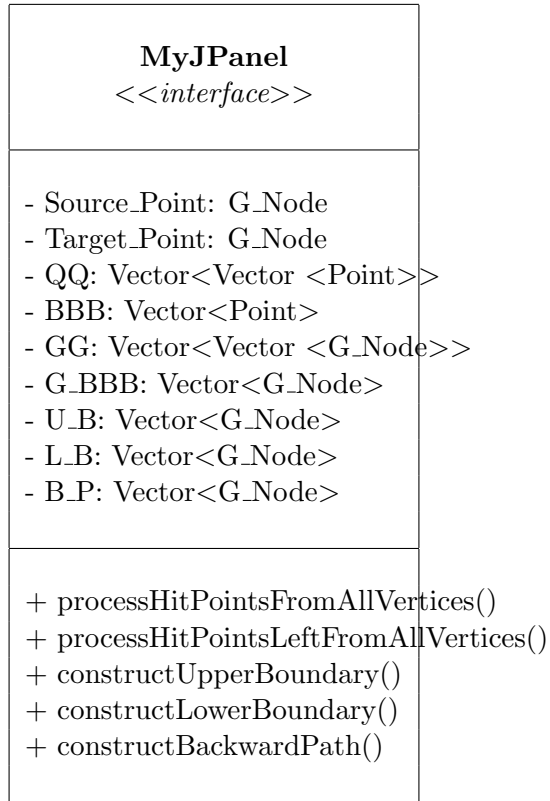 MyJPanel
<<interface>>
- Source_Point: G_Node
- Target_Point: G_Node
- QQ: Vector<Vector <Point>>
- BBB: Vector<Point>
- GG: Vector<Vector <G_Node>>
- G_BBB: Vector<G_Node>
- U_B: Vector<G_Node>
- L_B: Vector<G_Node>
- B_P: Vector<G_Node>
+ processHitPointsFromAllVertices()
+ processHitPointsLeftFromAllVertices()
+ constructUpperBoundary()
+ constructLowerBoundary()
+ constructBackwardPath()